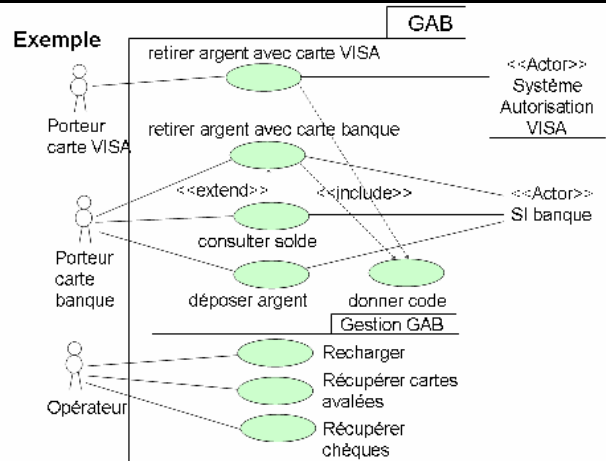 GAB
Exemple
retirer argent avec carte VISA
<<Actor>>
Système
Autorisation
VISA
Porteur
carte VISA
retirer argent avec carte banque
<<extend>>
<<include>>
<<Actor>>
SI banque
consulter solde
Porteur
carte
banque
déposer argent
donner code
Gestion GAB
Recharger
Récupérer cartes
avalées
Opérateur
Récupérer
chèques